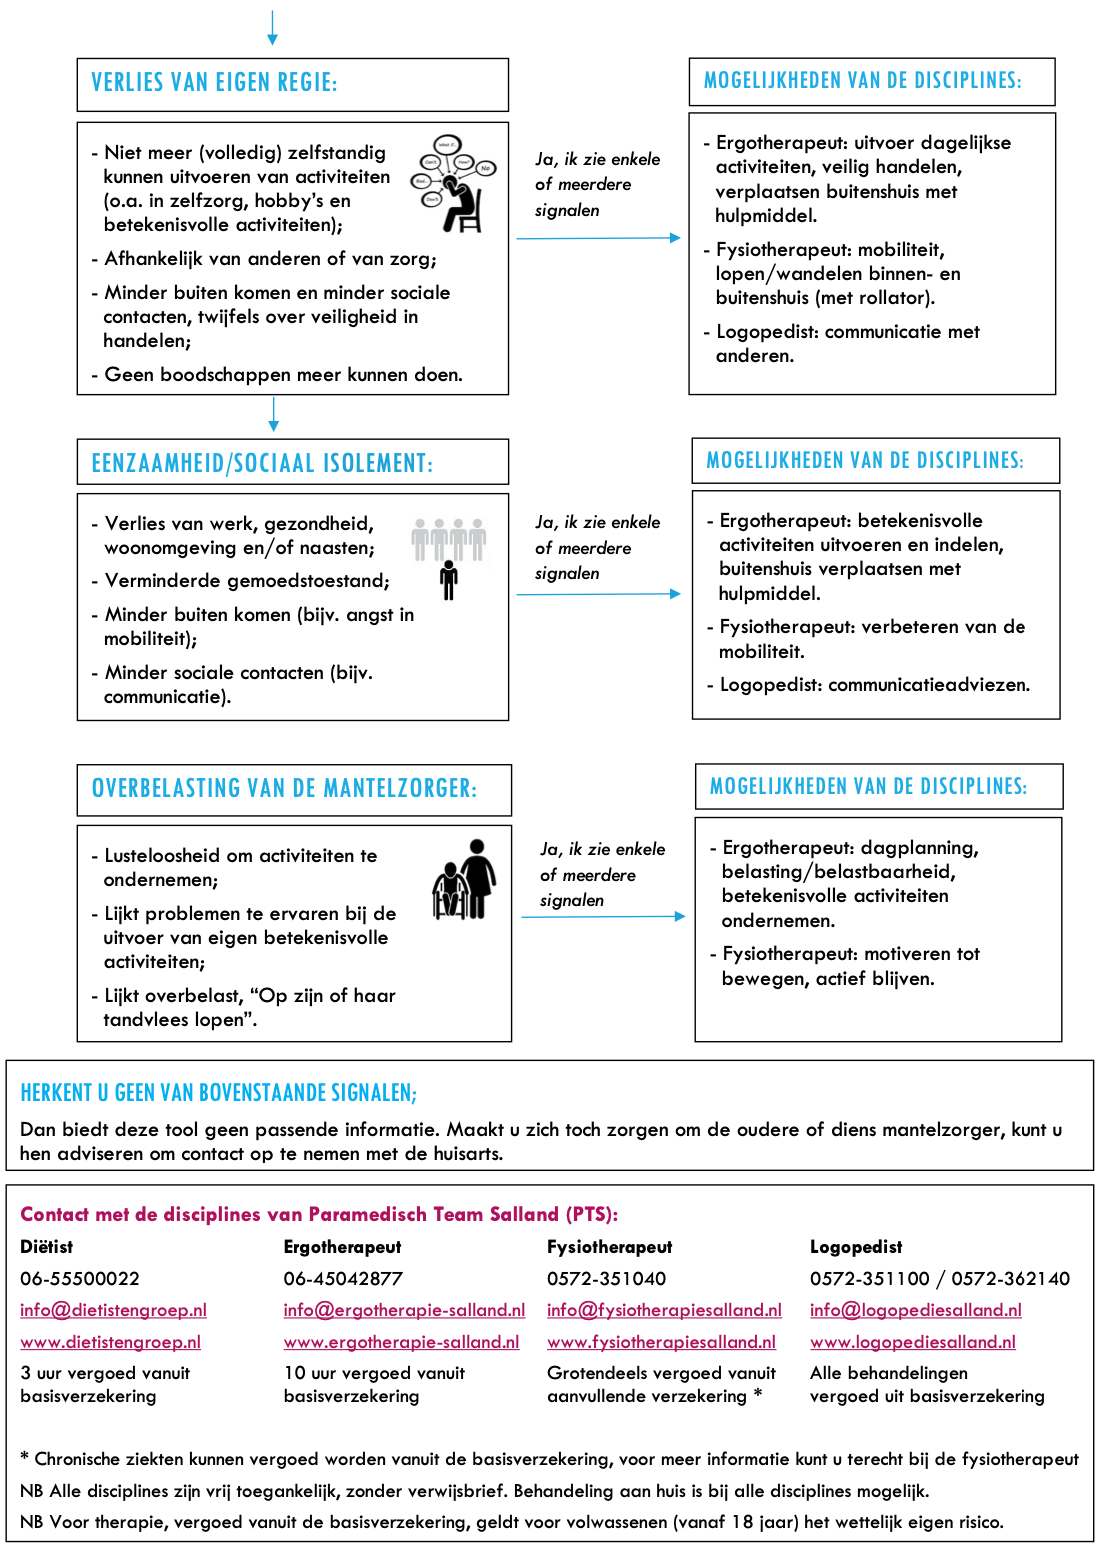 VERLIES VAN EIGEN REGIE:
- Niet meer (volledig) zelfstandig
kunnen uitvoeren van activiteiten
(o.a. in zelfzorg, hobby's en
betekenisvolle activiteiten);
- Afhankelijk van anderen of van zorg;
- Minder buiten komen en minder sociale
contacten, twijfels over veiligheid in
handelen;
- Geen boodschappen meer kunnen doen.
what if...
Can't
How?
No
But...
Don't
Ja, ik zie enkele
of meerdere
signalen
MOGELIJKHEDEN VAN DE DISCIPLINES:
- Ergotherapeut: uitvoer dagelijkse
activiteiten, veilig handelen,
verplaatsen buitenshuis met
hulpmiddel.
- Fysiotherapeut: mobiliteit,
lopen/wandelen binnen- en
buitenshuis (met rollator).
- Logopedist: communicatie met
anderen.
EENZAAMHEID/SOCIAAL ISOLEMENT:
- Verlies van werk, gezondheid,
woonomgeving en/of naasten;
- Verminderde gemoedstoestand;
- Minder buiten komen (bijv. angst in
mobiliteit);
- Minder sociale contacten (bijv.
communicatie).
Ja, ik zie enkele
of meerdere
signalen
MOGELIJKHEDEN VAN DE DISCIPLINES:
- Ergotherapeut: betekenisvolle
activiteiten uitvoeren en indelen,
buitenshuis verplaatsen met
hulpmiddel.
- Fysiotherapeut: verbeteren van de
mobiliteit.
- Logopedist: communicatieadviezen.
OVERBELASTING VAN DE MANTELZORGER:
- Lusteloosheid om activiteiten te
ondernemen;
- Lijkt problemen te ervaren bij de
uitvoer van eigen betekenisvolle
activiteiten;
- Lijkt overbelast, “Op zijn of haar
tandvlees lopen”.
Ja, ik zie enkele
of meerdere
signalen
MOGELIJKHEDEN VAN DE DISCIPLINES:
- Ergotherapeut: dagplanning,
belasting/belastbaarheid,
betekenisvolle activiteiten
ondernemen.
- Fysiotherapeut: motiveren tot
bewegen, actief blijven.
HERKENT U GEEN VAN BOVENSTAANDE SIGNALEN;
Dan biedt deze tool geen passende informatie. Maakt u zich toch zorgen om de oudere of diens mantelzorger, kunt u
hen adviseren om contact op te nemen met de huisarts.
Contact met de disciplines van Paramedisch Team Salland (PTS):
Diëtist
06-55500022
info@dietistengroep.nl
www.dietistengroep.nl
3 uur vergoed vanuit
basisverzekering
Ergotherapeut
06-45042877
info@ergotherapie-salland.nl
www.ergotherapie-salland.nl
10 uur vergoed vanuit
basisverzekering
Fysiotherapeut
0572-351040
info@fysiotherapiesalland.nl
www.fysiotherapiesalland.nl
Grotendeels vergoed vanuit
aanvullende verzekering *
Logopedist
0572-351100 / 0572-362140
info@logopediesalland.nl
www.logopediesalland.nl
Alle behandelingen
vergoed uit basisverzekering
* Chronische ziekten kunnen vergoed worden vanuit de basisverzekering, voor meer informatie kunt u terecht bij de fysiotherapeut
NB Alle disciplines zijn vrij toegankelijk, zonder verwijsbrief. Behandeling aan huis is bij alle disciplines mogelijk.
NB Voor therapie, vergoed vanuit de basisverzekering, geldt voor volwassenen (vanaf 18 jaar) het wettelijk eigen risico.